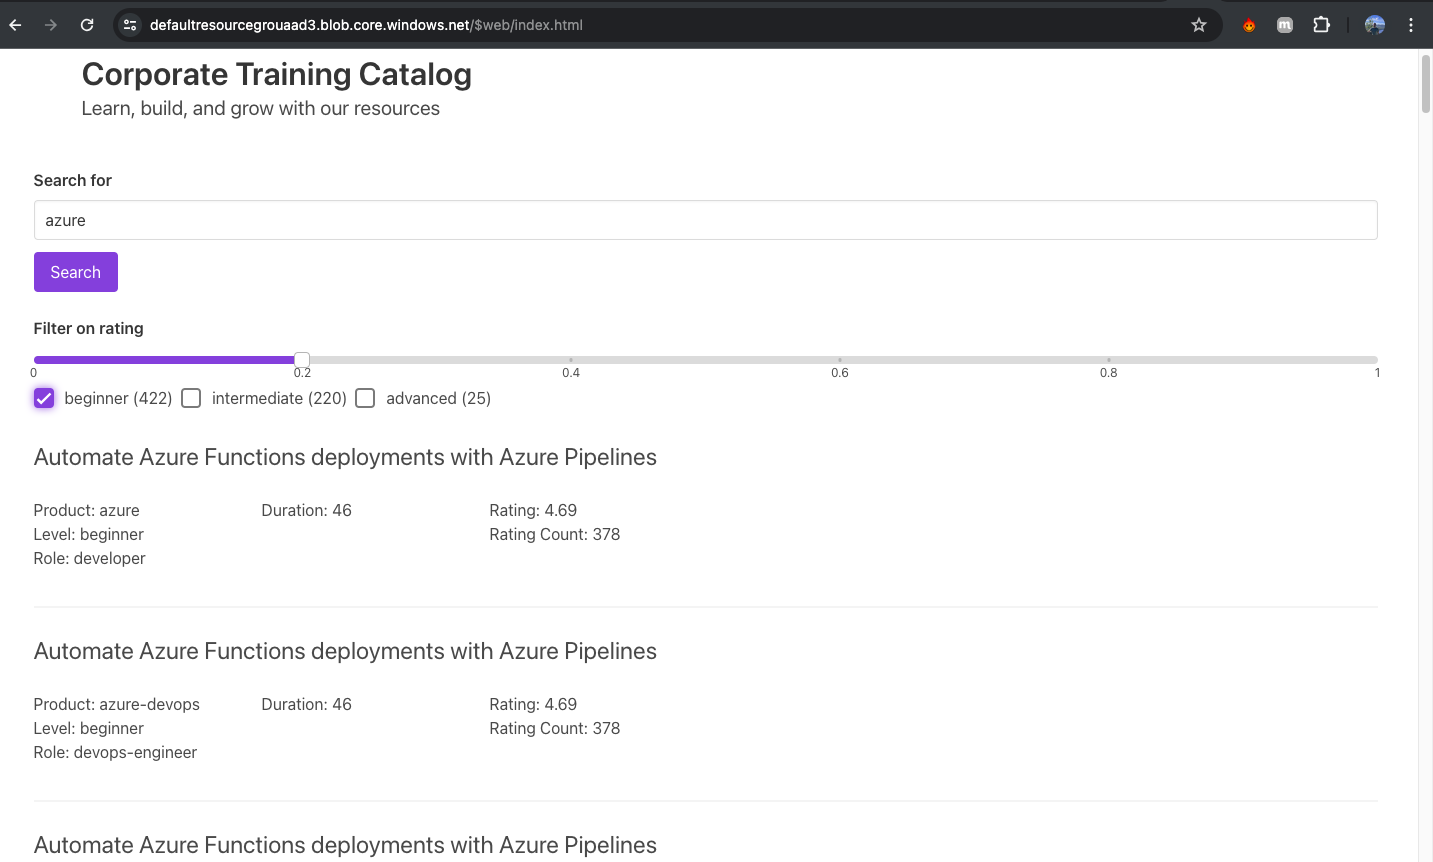 defaultresourcegrouaad3.blob.core.windows.net/$web/index.html
m
Corporate Training Catalog
Learn, build, and grow with our resources
Search for
azure
Search
Filter on rating
0 0.2 0.4 0.6 0.8 1
beginner (422) intermediate (220) advanced (25)
Automate Azure Functions deployments with Azure Pipelines
Product: azure Duration: 46 Rating: 4.69
Level: beginner Rating Count: 378
Role: developer
Automate Azure Functions deployments with Azure Pipelines
Product: azure-devops Duration: 46 Rating: 4.69
Level: beginner Rating Count: 378
Role: devops-engineer
Automate Azure Functions deployments with Azure Pipelines